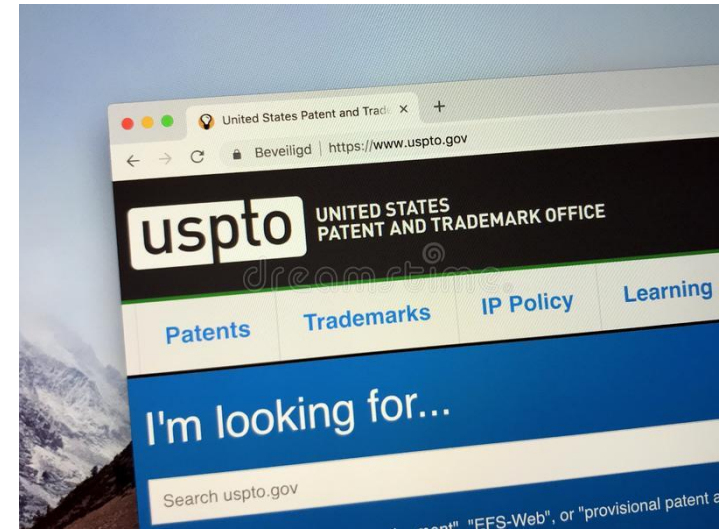 United States Patent and Trad
Beveiligd | https://www.uspto.gov
uspto
UNITED STATES
PATENT AND TRADEMARK OFFICE
dreamstime.
Patents
Trademarks
IP Policy
Learning
I'm looking for...
Search uspto.gov
"EFS-Web", or "provisional patent a